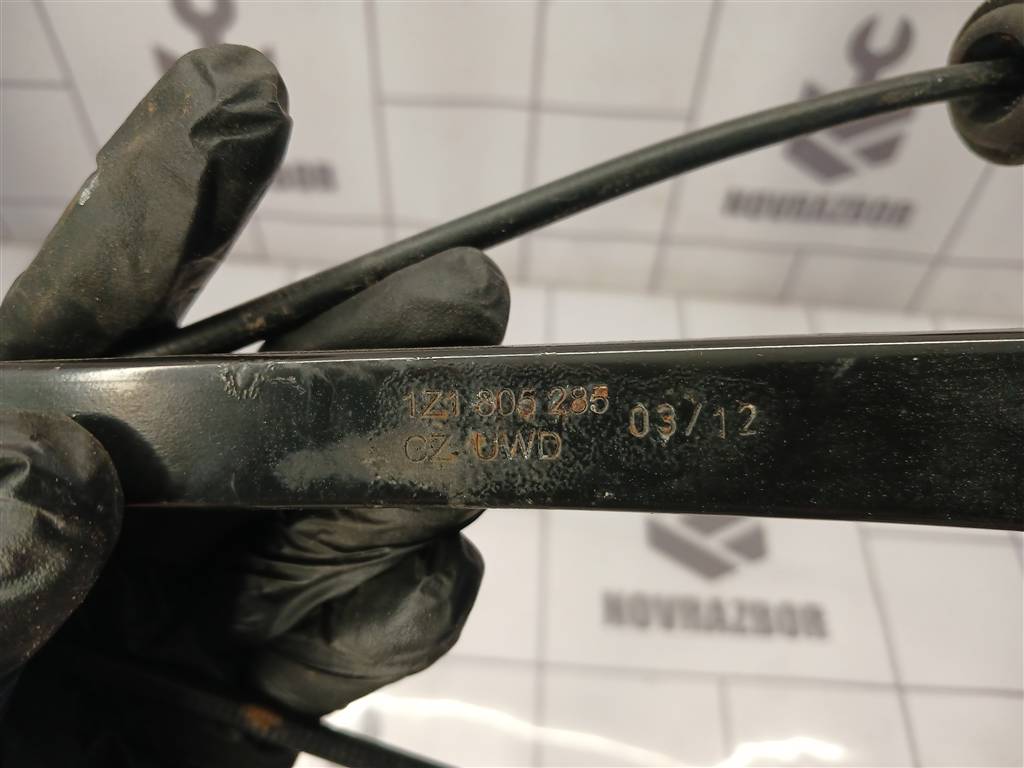 NOVRAZBOR
1Z1 805 285
CZ UWD
03/12
NOVRAZBOR